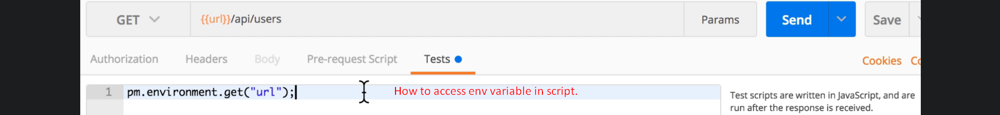 GET {{url}}/api/users Params Send Save
Authorization Headers Body Pre-request Script Tests Cookies
1 pm.environment.get("url"); How to access env variable in script.
Test scripts are written in JavaScript, and are
run after the response is received.